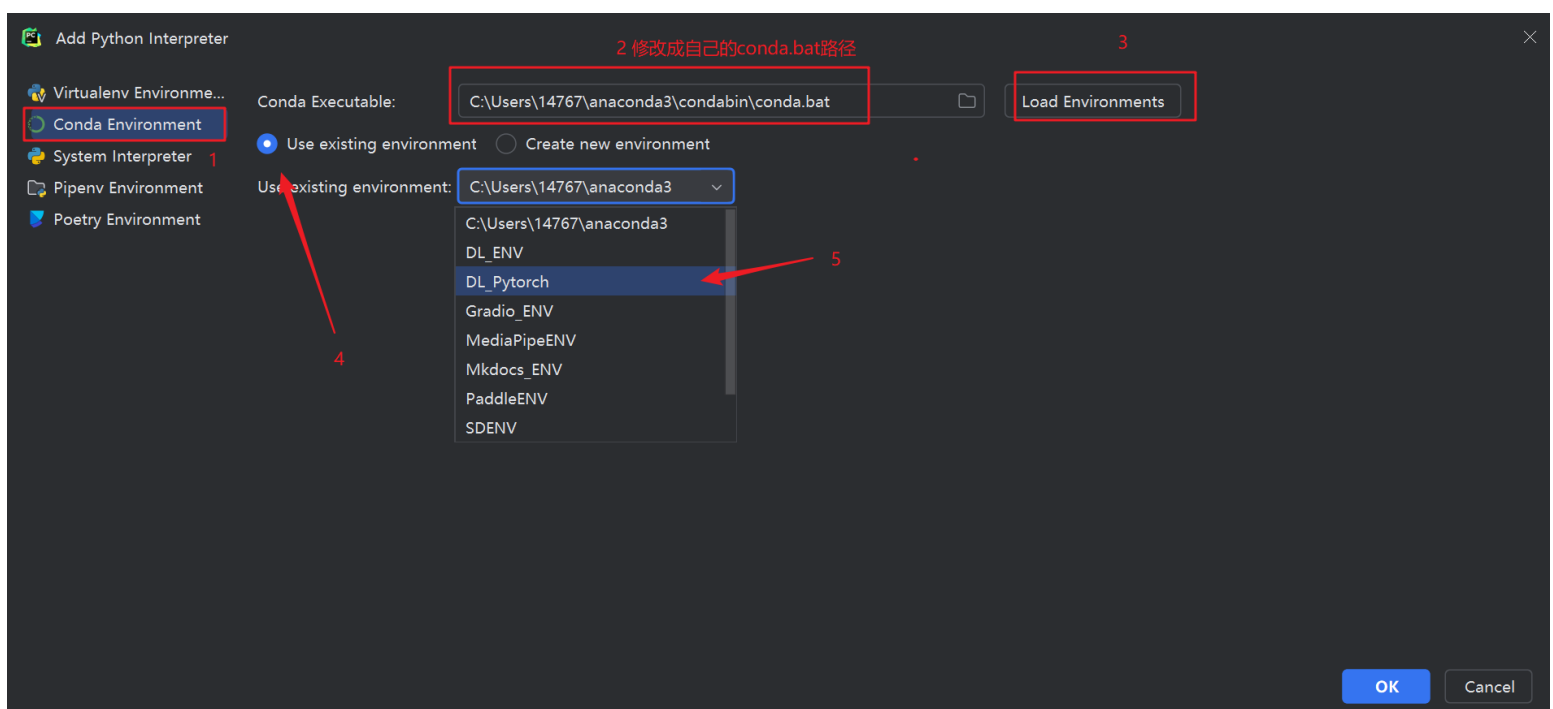 Add Python Interpreter
2 修改成自己的conda.bat路径
3
Virtualenv Environme...
Conda Environment
System Interpreter
1
Pipenv Environment
Poetry Environment
Conda Executable:
C:\Users\14767\anaconda3\condabin\conda.bat
Load Environments
Use existing environment
Create new environment
Use existing environment:
C:\Users\14767\anaconda3
C:\Users\14767\anaconda3
DL_ENV
DL_Pytorch
Gradio_ENV
MediaPipeENV
Mkdocs_ENV
PaddleENV
SDENV
5
4
OK
Cancel